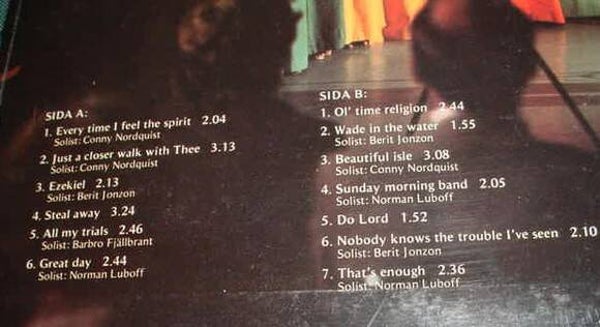 SIDA A:
1. Every time I feel the spirit 2.04
Solist: Conny Nordquist
2. Just a closer walk with Thee 3.13
Solist: Conny Nordquist
3. Ezekiel 2.13
Solist: Berit Jonzon
4. Steal away 3.24
5. All my trials 2.46
Solist: Barbro Fjällbrant
6. Great day 2.44
Solist: Norman Luboff
SIDA B:
1. Ol' time religion 2.44
2. Wade in the water 1.55
Solist: Berit Jonzon
3. Beautiful isle 3.08
Solist: Conny Nordquist
4. Sunday morning band 2.05
Solist: Norman Luboff
5. Do Lord 1.52
6. Nobody knows the trouble I've seen 2.10
Solist: Berit Jonzon
7. That's enough 2.36
Solist: Norman Luboff